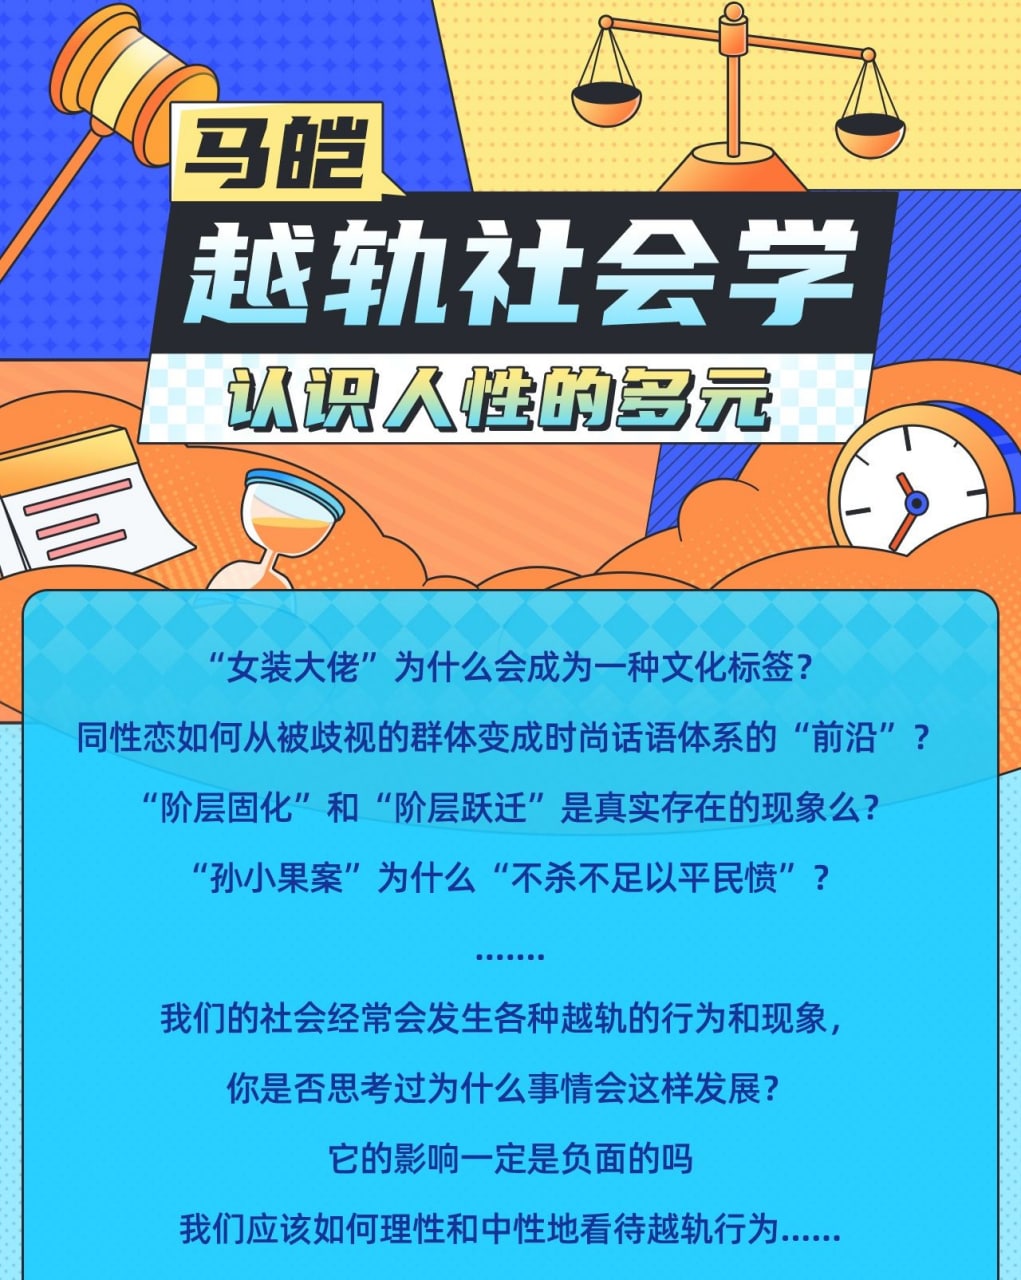 马皑
越轨社会学
认识人性的多元
“女装大佬”为什么会成为一种文化标签?
同性恋如何从被歧视的群体变成时尚话语体系的“前沿”?
“阶层固化”和“阶层跃迁”是真实存在的现象么?
“孙小果案”为什么“不杀不足以平民愤”?
.......
我们的社会经常会发生各种越轨的行为和现象，
你是否思考过为什么事情会这样发展?
它的影响一定是负面的吗
我们应该如何理性和中性地看待越轨行为......